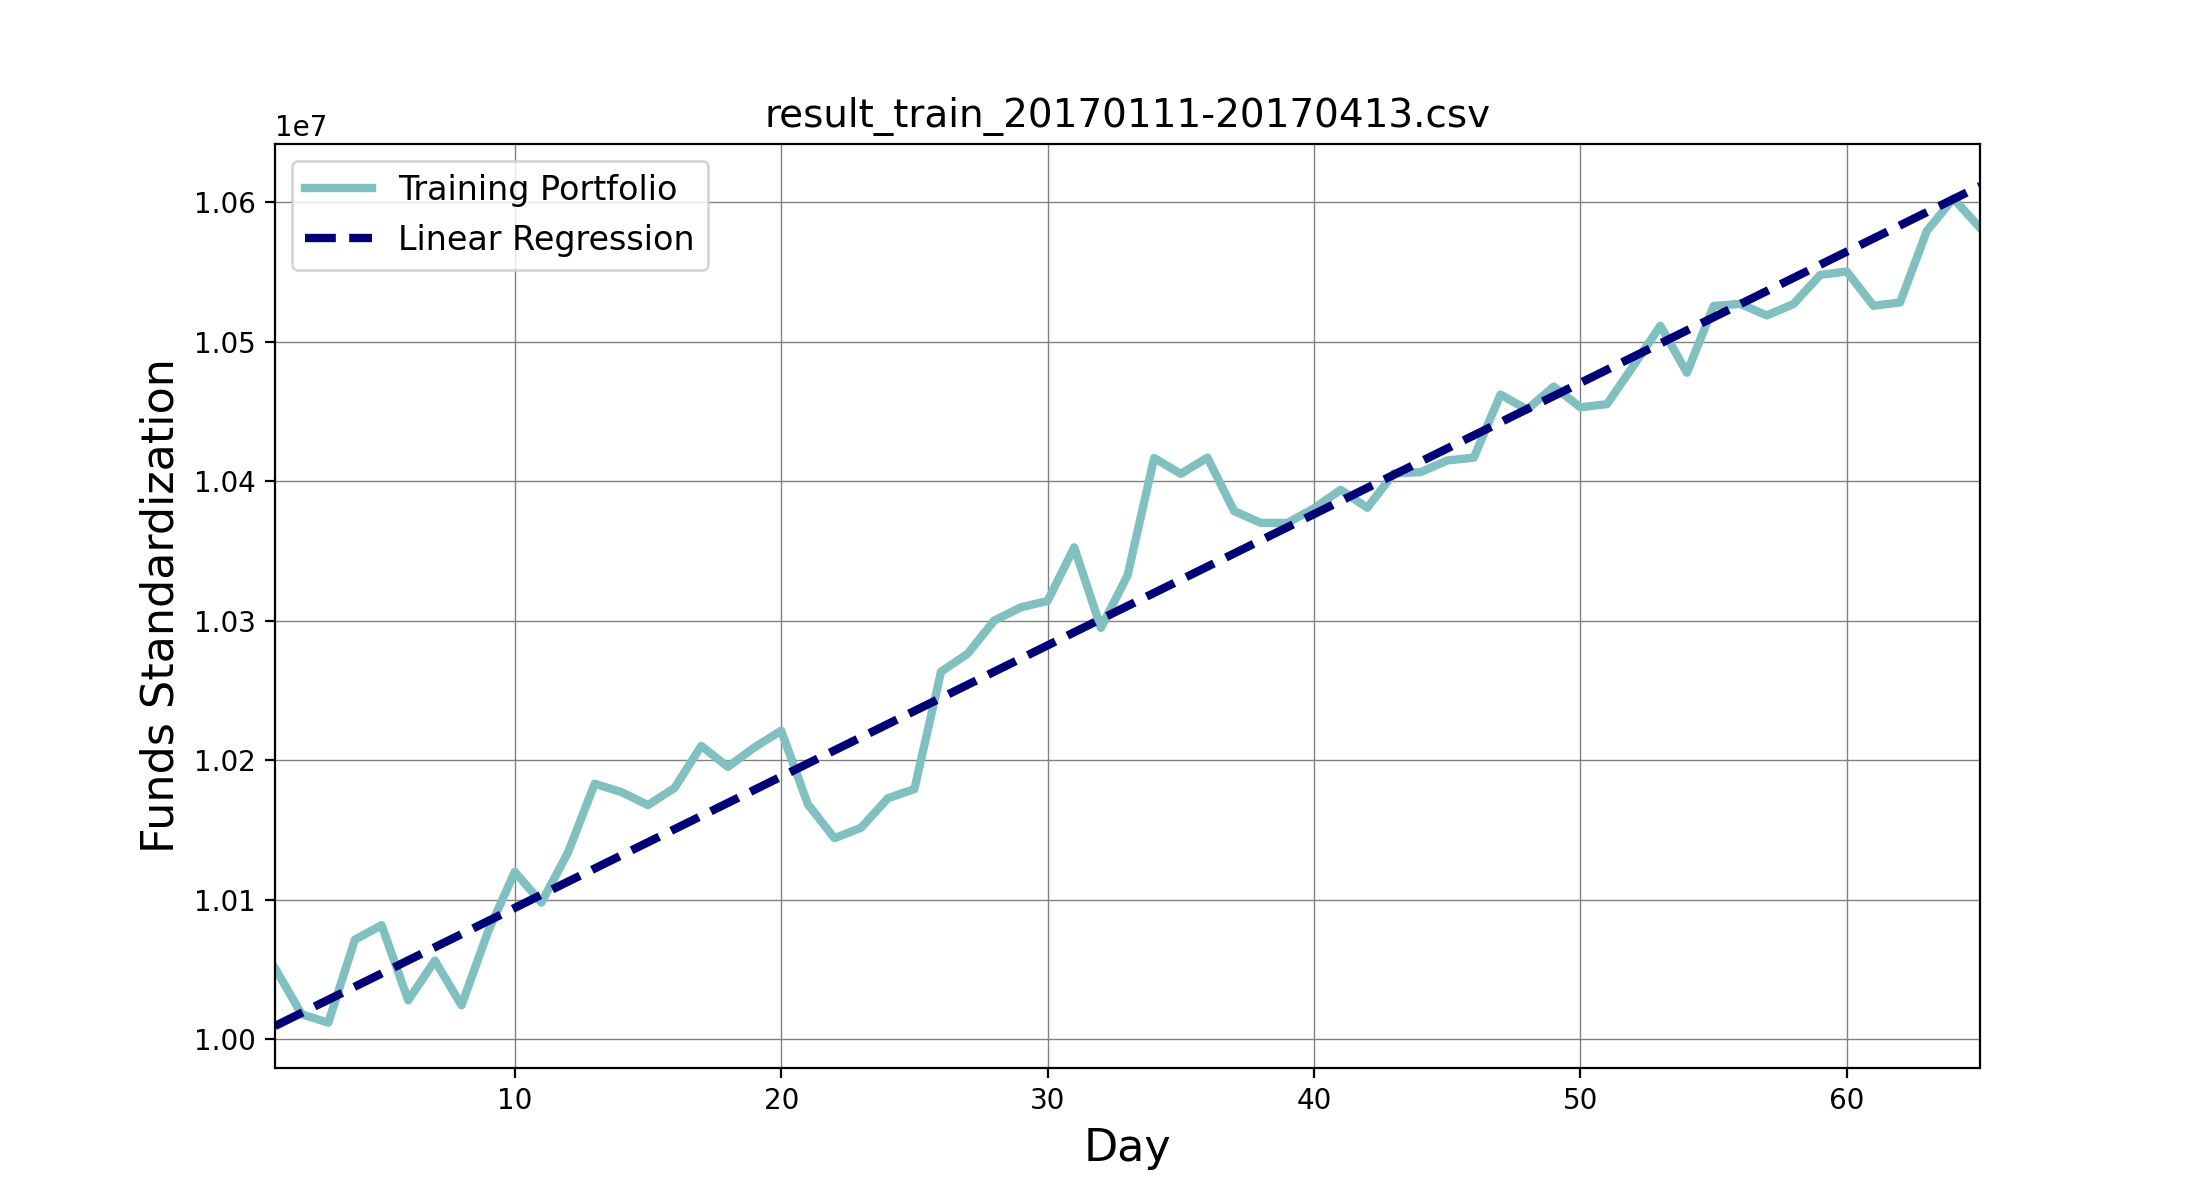 result_train_20170111-20170413.csv
1e7
Training Portfolio
Linear Regression
1.06
1.05
1.04
1.03
1.02
1.01
1.00
Funds Standardization
10 20 30 40 50 60
Day